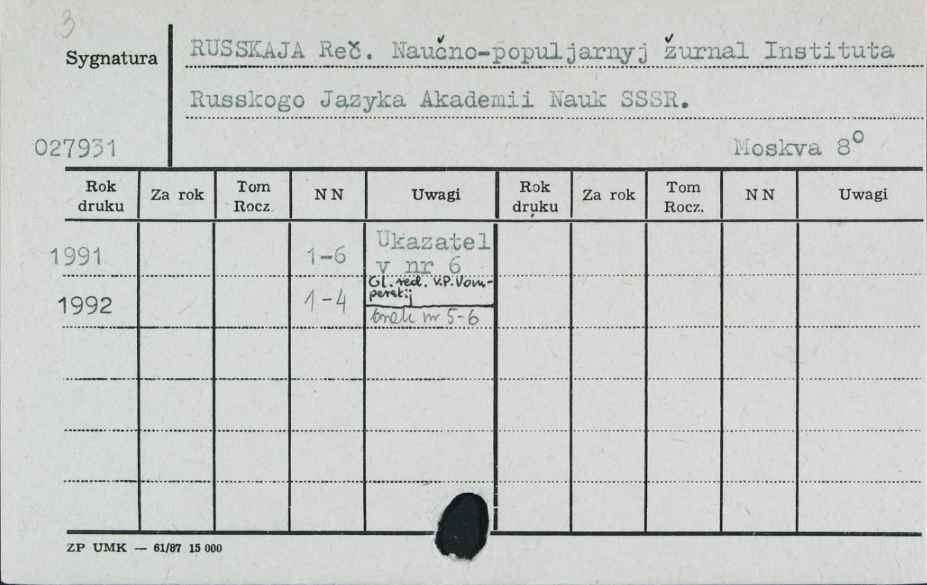 3
Sygnatura
RUSSKAJA Reč. Naučno-populjarnyj žurnal Instituta
Russkogo Jazyka Akademii Nauk SSSR.
027931
Moskva 8°
Rok druku Za rok Tom Rocz. N N Uwagi Rok druku Za rok Tom Rocz. N N Uwagi
1991 1-6 Ukazatel
v nr 6
Gl. red. V.P. Vom-
perskij
1992 1-4
brak nr 5-6
ZP UMK — 61/87 15 000